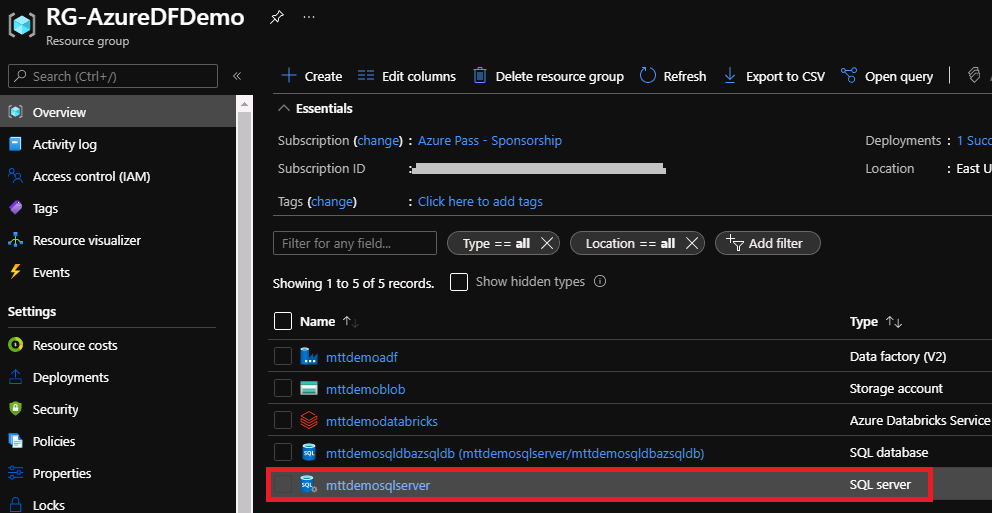 RG-AzureDFDemo ...
Resource group
Search (Ctrl+/) «
Overview
Activity log
Access control (IAM)
Tags
Resource visualizer
Events
Settings
Resource costs
Deployments
Security
Policies
Properties
Locks
Create Edit columns Delete resource group Refresh Export to CSV Open query
Essentials
Subscription (change) : Azure Pass - Sponsorship Deployments : 1 Succ
Subscription ID : Location : East U
Tags (change) : Click here to add tags
Filter for any field... Type == all Location == all Add filter
Showing 1 to 5 of 5 records. Show hidden types
Name ↑↓ Type ↑↓
mttdemoadf Data factory (V2)
mttdemoblob Storage account
mttdemodatabricks Azure Databricks Service
mttdemosqldbazsqldb (mttdemosqlserver/mttdemosqldbazsqldb) SQL database
mttdemosqlserver SQL server